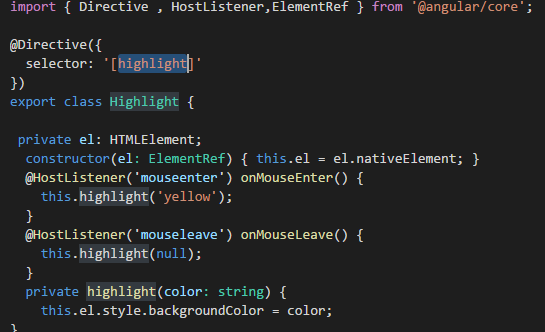 import { Directive , HostListener,ElementRef } from '@angular/core';
@Directive({
selector: '[highlight]'
})
export class Highlight {
private el: HTMLElement;
constructor(el: ElementRef) { this.el = el.nativeElement; }
@HostListener('mouseenter') onMouseEnter() {
this.highlight('yellow');
}
@HostListener('mouseleave') onMouseLeave() {
this.highlight(null);
}
private highlight(color: string) {
this.el.style.backgroundColor = color;
}